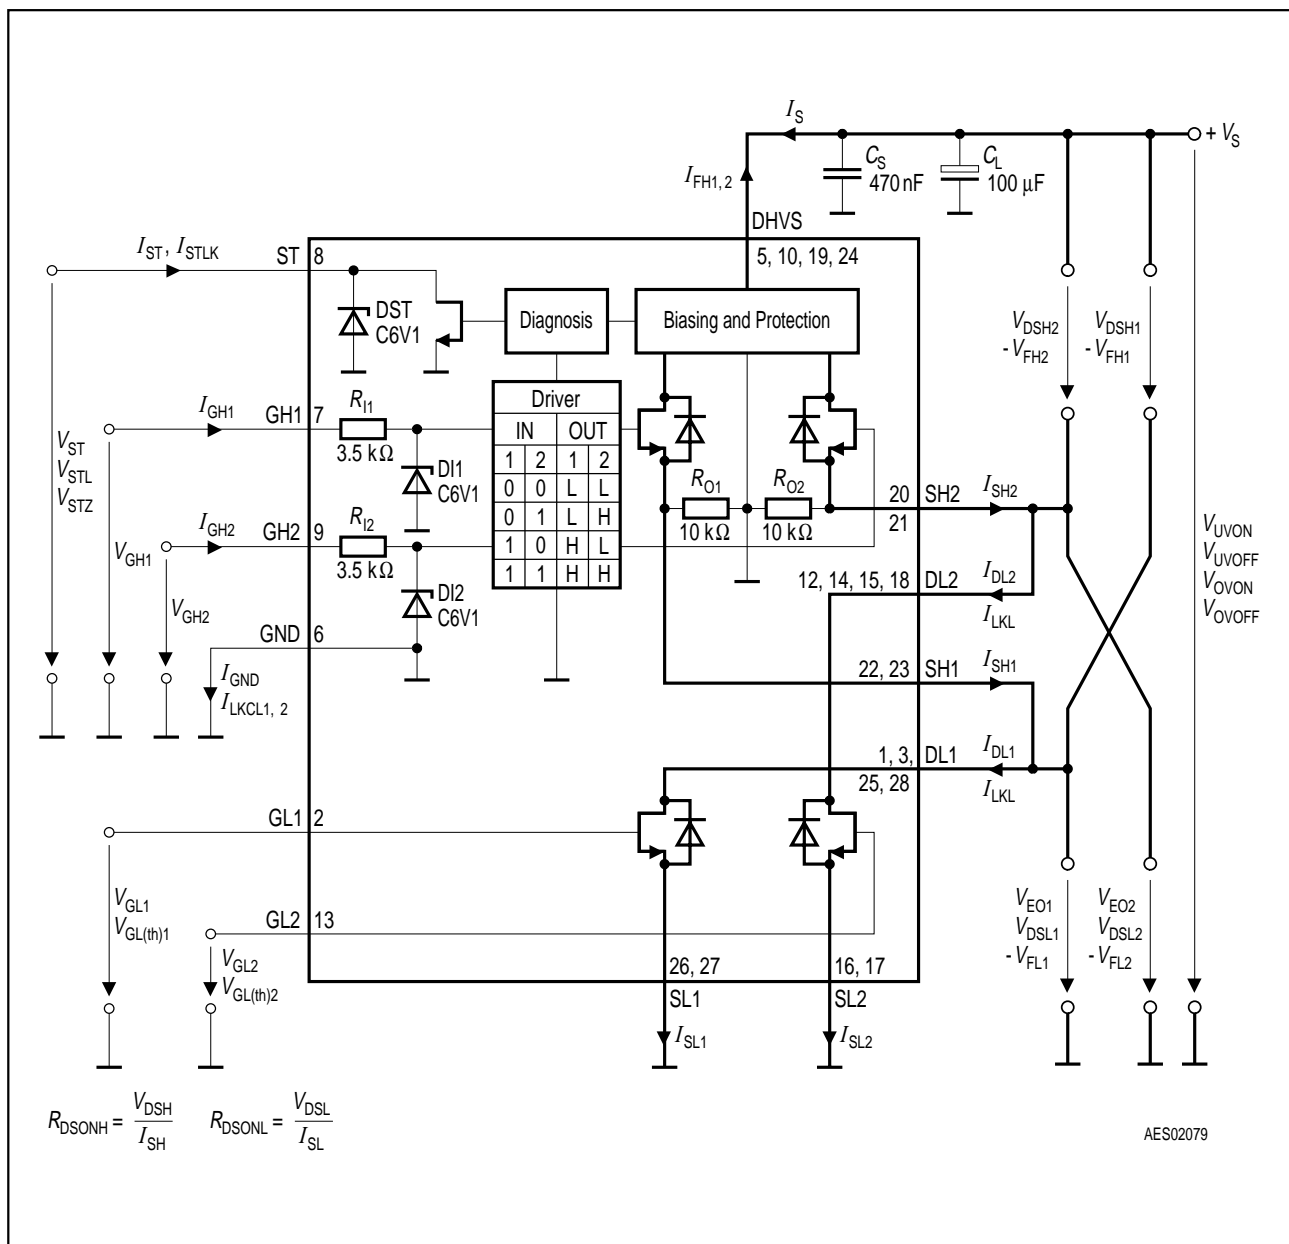 I_S
+ V_S
C_S
470 nF
C_L
100 µF
I_FH1, 2
DHVS
5, 10, 19, 24
I_ST, I_STLK
ST
8
DST
C6V1
Diagnosis
Biasing and Protection
V_DSH2
- V_FH2
V_DSH1
- V_FH1
I_GH1
GH1
7
R_I1
3.5 kΩ
DI1
C6V1
Driver
IN OUT
1 2 1 2
0 0 L L
0 1 L H
1 0 H L
1 1 H H
V_ST
V_STL
V_STZ
R_O1
10 kΩ
R_O2
10 kΩ
20
SH2
21
I_SH2
I_GH2
GH2
9
R_I2
3.5 kΩ
DI2
C6V1
V_GH1
V_GH2
V_UVON
V_UVOFF
V_OVON
V_OVOFF
12, 14, 15, 18
DL2
I_DL2
I_LKL
GND
6
I_GND
I_LKCL1, 2
22, 23
SH1
I_SH1
1, 3,
DL1
25, 28
I_DL1
I_LKL
GL1
2
V_GL1
V_GL(th)1
GL2
13
V_GL2
V_GL(th)2
V_EO1
V_DSL1
- V_FL1
V_EO2
V_DSL2
- V_FL2
26, 27
SL1
16, 17
SL2
I_SL1
I_SL2
R_DSONH = V_DSH / I_SH
R_DSONL = V_DSL / I_SL
AES02079